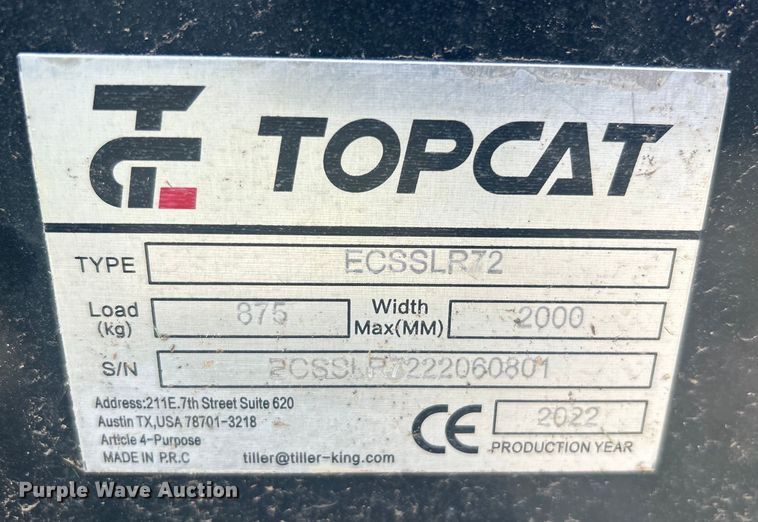 TG TOPCAT
TYPE ECSSLR72
Load (kg) 875 Width Max(MM) 2000
S/N ECSSLR7222060801
Address:211E.7th Street Suite 620
Austin TX,USA 78701-3218
Article 4-Purpose
MADE IN P.R.C tiller@tiller-king.com
CE 2022
PRODUCTION YEAR
Purple Wave Auction